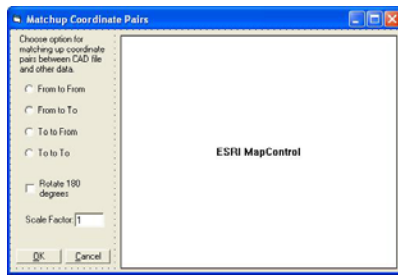 Matchup Coordinate Pairs
Choose option for
matching up coordinate
pairs between CAD file
and other data.
From to From
From to To
To to From
To to To
Rotate 180
degrees
Scale Factor: 1
OK Cancel
ESRI MapControl